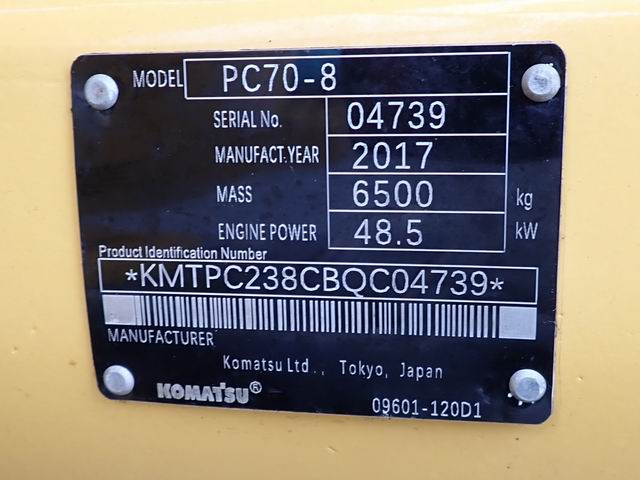 MODEL PC70-8
SERIAL No. 04739
MANUFACT.YEAR 2017
MASS 6500 kg
ENGINE POWER 48.5 kW
Product Identification Number
*KMTPC238CBQC04739*
MANUFACTURER
Komatsu Ltd., Tokyo, Japan
KOMATSU®
09601-120D1